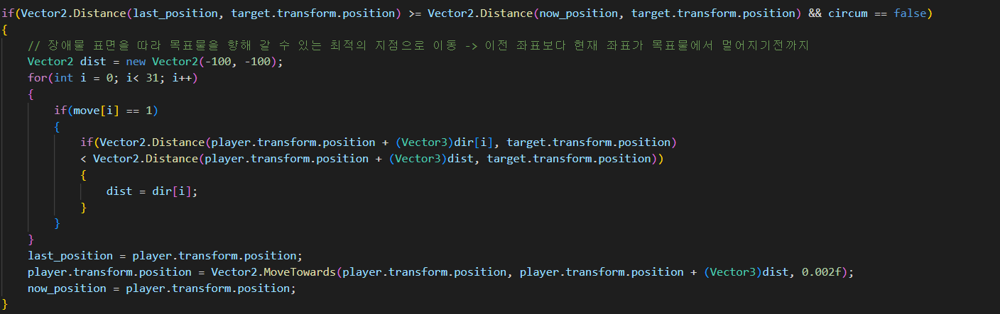 if(Vector2.Distance(last_position, target.transform.position) >= Vector2.Distance(now_position, target.transform.position) && circum == false)
{
// 장애물 표면을 따라 목표물을 향해 갈 수 있는 최적의 지점으로 이동 -> 이전 좌표보다 현재 좌표가 목표물에서 멀어지기전까지
Vector2 dist = new Vector2(-100, -100);
for(int i = 0; i< 31; i++)
{
if(move[i] == 1)
{
if(Vector2.Distance(player.transform.position + (Vector3)dir[i], target.transform.position)
< Vector2.Distance(player.transform.position + (Vector3)dist, target.transform.position))
{
dist = dir[i];
}
}
}
last_position = player.transform.position;
player.transform.position = Vector2.MoveTowards(player.transform.position, player.transform.position + (Vector3)dist, 0.002f);
now_position = player.transform.position;
}